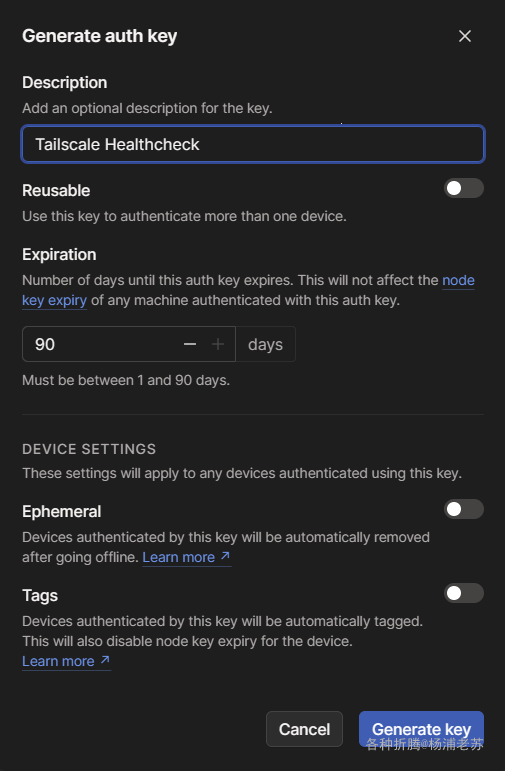 Generate auth key
Description
Add an optional description for the key.
Tailscale Healthcheck
Reusable
Use this key to authenticate more than one device.
Expiration
Number of days until this auth key expires. This will not affect the node
key expiry of any machine authenticated with this auth key.
90 days
Must be between 1 and 90 days.
DEVICE SETTINGS
These settings will apply to any devices authenticated using this key.
Ephemeral
Devices authenticated by this key will be automatically removed
after going offline. Learn more ↗
Tags
Devices authenticated by this key will be automatically tagged.
This will also disable node key expiry for the device.
Learn more ↗
Cancel Generate key
各种折腾@杨浦老苏